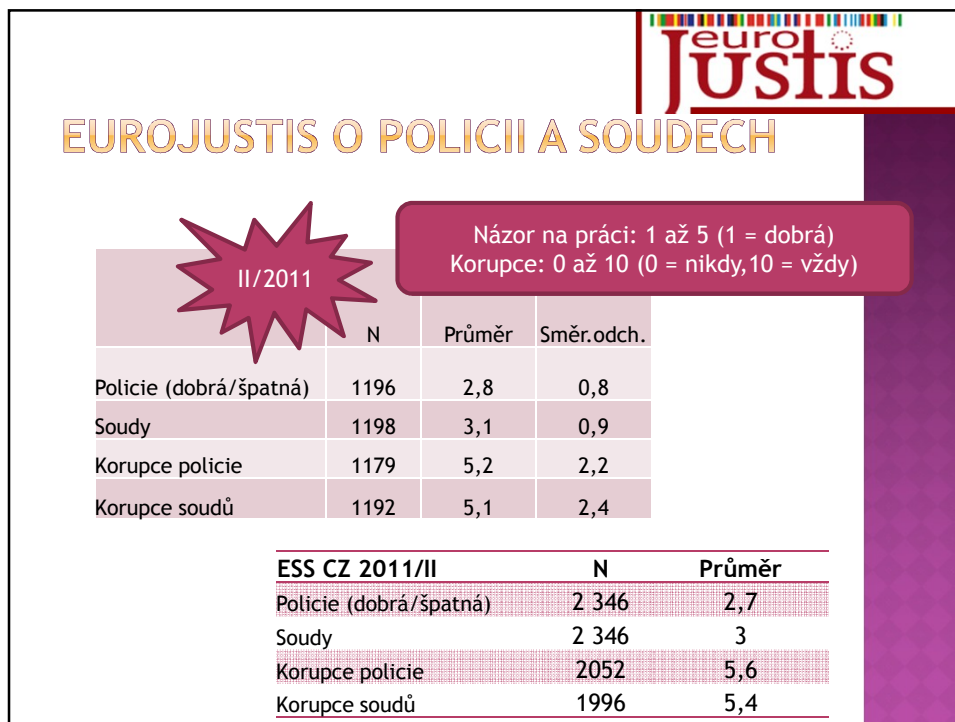 euro
Justis
EUROJUSTIS O POLICII A SOUDECH
II/2011
Názor na práci: 1 až 5 (1 = dobrá)
Korupce: 0 až 10 (0 = nikdy,10 = vždy)
N Průměr Směr.odch.
Policie (dobrá/špatná) 1196 2,8 0,8
Soudy 1198 3,1 0,9
Korupce policie 1179 5,2 2,2
Korupce soudů 1192 5,1 2,4
ESS CZ 2011/II N Průměr
Policie (dobrá/špatná) 2 346 2,7
Soudy 2 346 3
Korupce policie 2052 5,6
Korupce soudů 1996 5,4